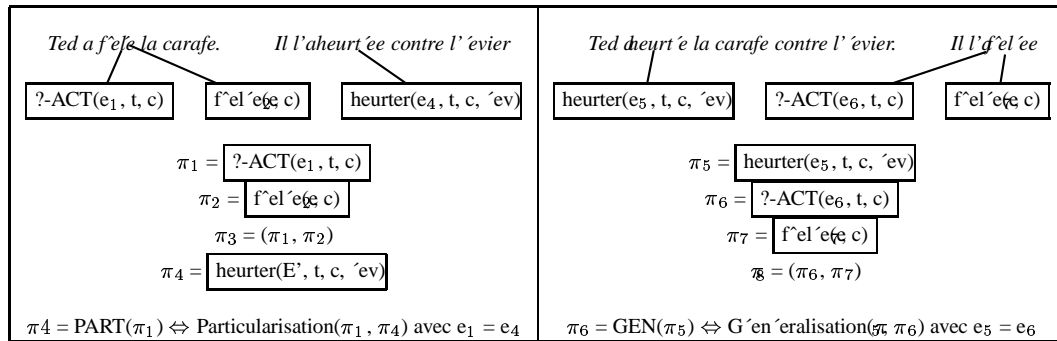 Ted a fêlé la carafe. Il l'a heurtée contre l'évier
?-ACT(e₁, t, c) fêlée(e₂, c) heurter(e₄, t, c, év)
π₁ = ?-ACT(e₁, t, c)
π₂ = fêlée(e₂, c)
π₃ = (π₁, π₂)
π₄ = heurter(E', t, c, év)
π4 = PART(π₁) ⇔ Particularisation(π₁, π₄) avec e₁ = e₄
Ted a heurté la carafe contre l'évier. Il l'a fêlée
heurter(e₅, t, c, év) ?-ACT(e₆, t, c) fêlée(e₇, c)
π₅ = heurter(e₅, t, c, év)
π₆ = ?-ACT(e₆, t, c)
π₇ = fêlée(e₇, c)
π₈ = (π₆, π₇)
π₆ = GEN(π₅) ⇔ Généralisation(π₅, π₆) avec e₅ = e₆